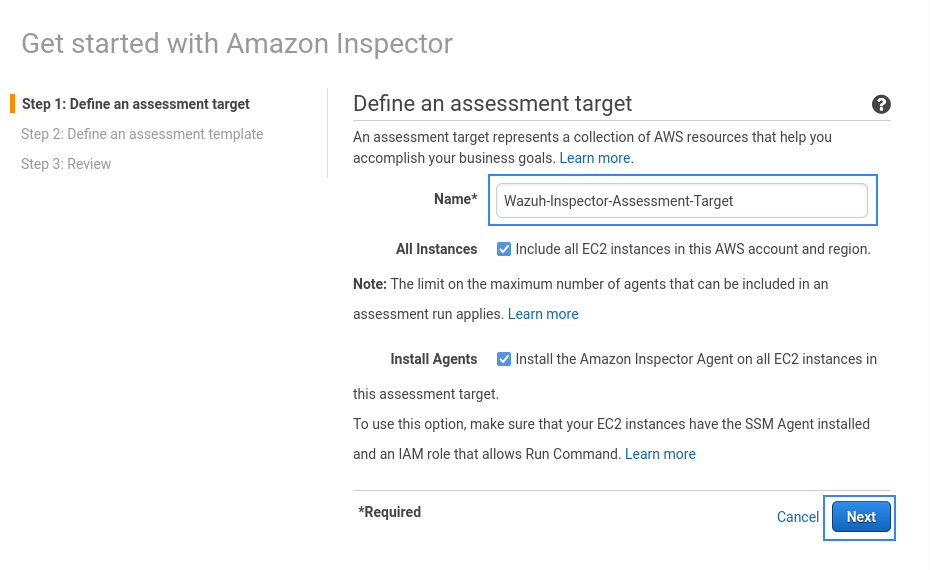 Get started with Amazon Inspector
Step 1: Define an assessment target
Step 2: Define an assessment template
Step 3: Review
Define an assessment target
?
An assessment target represents a collection of AWS resources that help you
accomplish your business goals. Learn more.
Name* Wazuh-Inspector-Assessment-Target
All Instances Include all EC2 instances in this AWS account and region.
Note: The limit on the maximum number of agents that can be included in an
assessment run applies. Learn more
Install Agents Install the Amazon Inspector Agent on all EC2 instances in
this assessment target.
To use this option, make sure that your EC2 instances have the SSM Agent installed
and an IAM role that allows Run Command. Learn more
*Required
Cancel Next